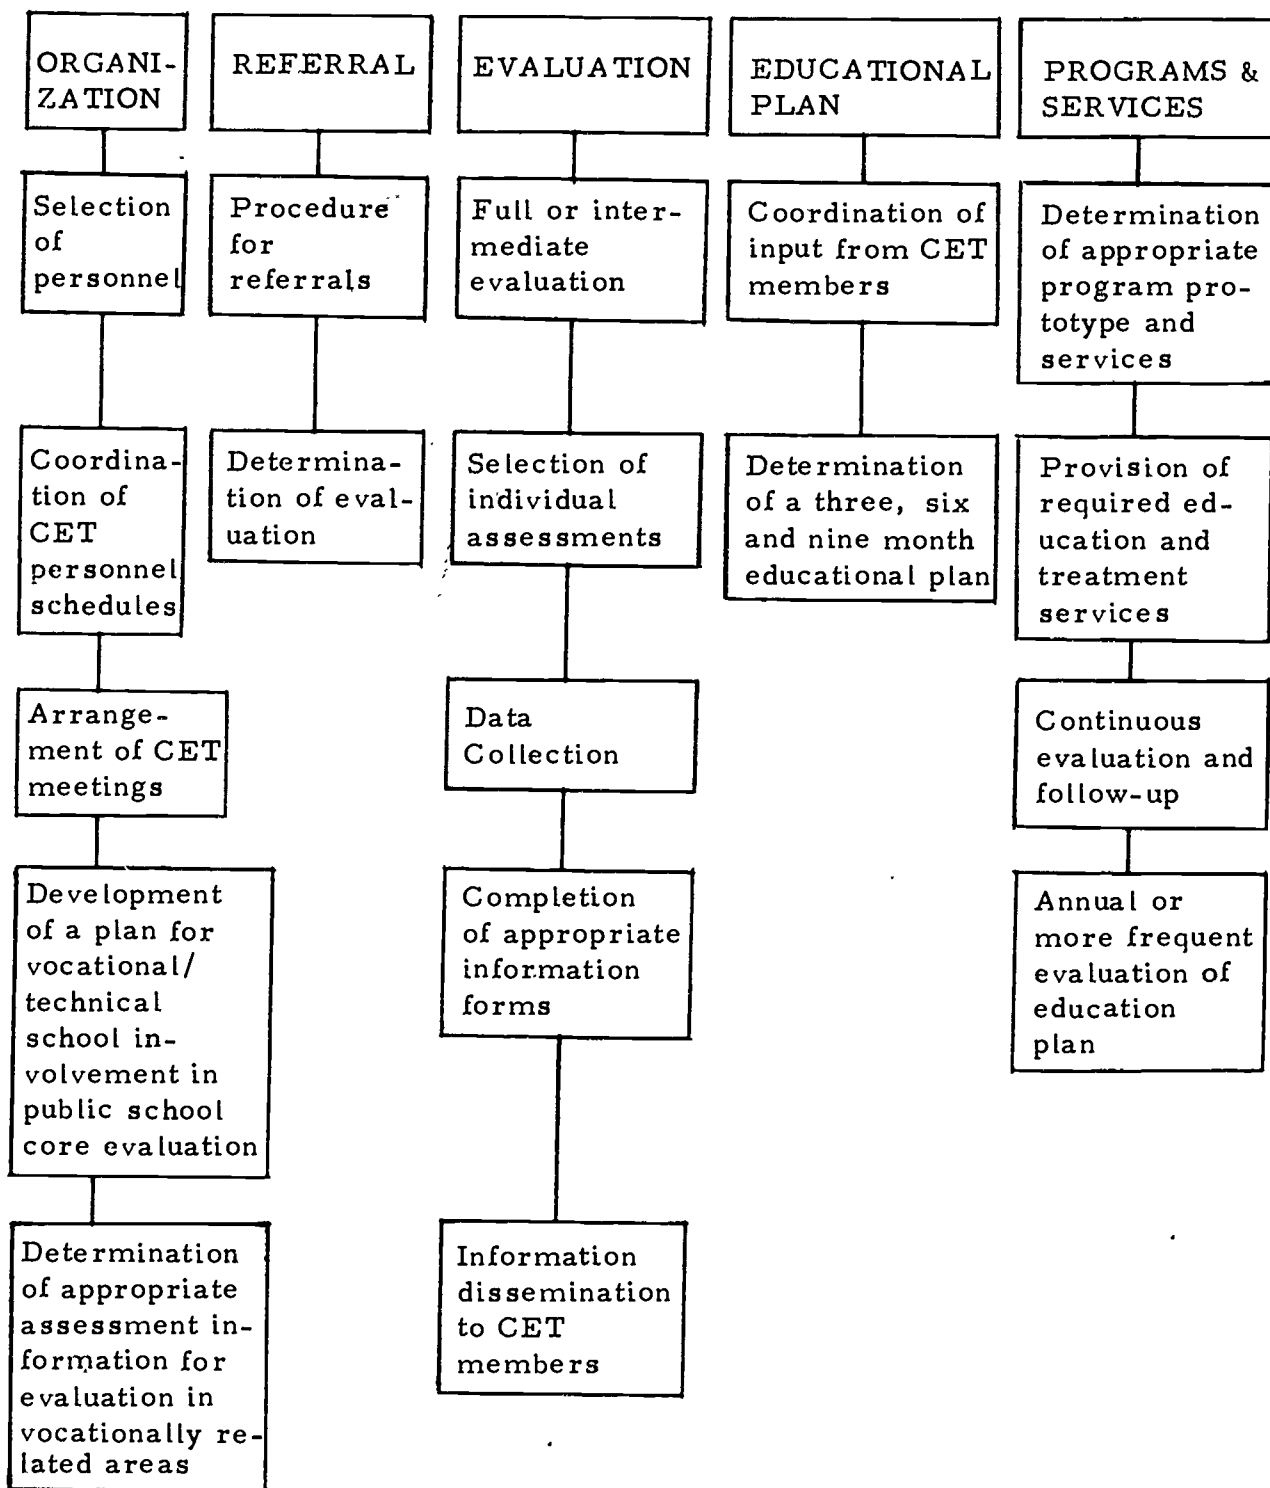 ORGANI-
ZATION
Selection
of
personnel
Coordina-
tion of
CET
personnel
schedules
Arrange-
ment of CET
meetings
Development
of a plan for
vocational/
technical
school in-
volvement in
public school
core evaluation
Determination
of appropriate
assessment in-
formation for
evaluation in
vocationally re-
lated areas
REFERRAL
Procedure
for
referrals
Determina-
tion of eval-
uation
EVALUATION
Full or inter-
mediate
evaluation
Selection of
individual
assessments
Data
Collection
Completion
of appropriate
information
forms
Information
dissemination
to CET
members
EDUCATIONAL
PLAN
Coordination of
input from CET
members
Determination
of a three, six
and nine month
educational plan
PROGRAMS &
SERVICES
Determination
of appropriate
program pro-
totype and
services
Provision of
required ed-
ucation and
treatment
services
Continuous
evaluation and
follow-up
Annual or
more frequent
evaluation of
education
plan